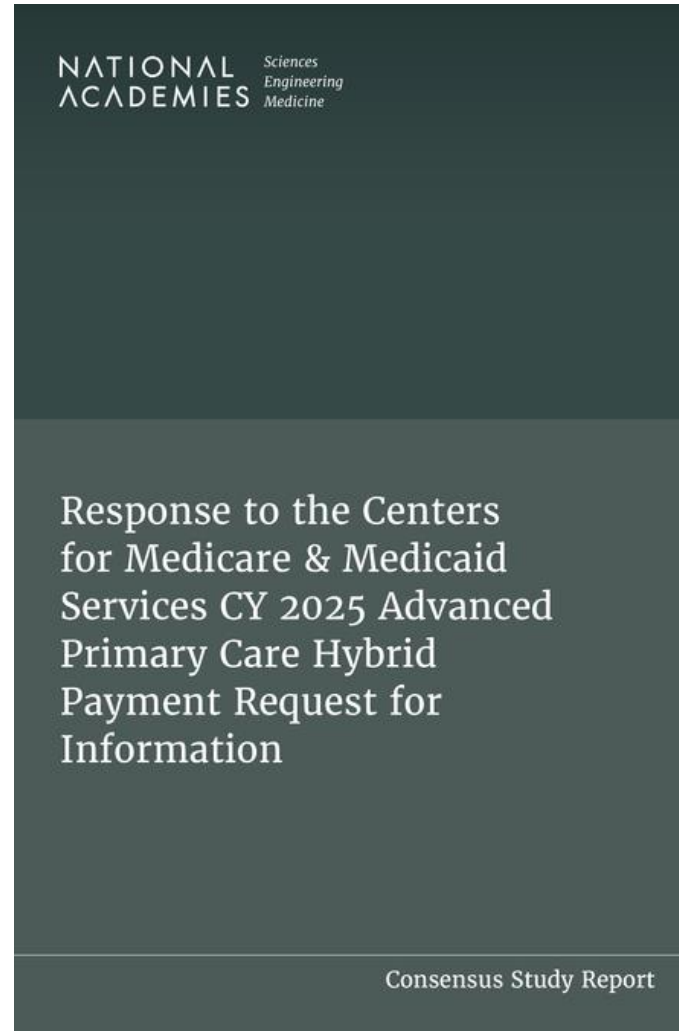 NATIONAL
ACADEMIES
Sciences
Engineering
Medicine
Response to the Centers
for Medicare & Medicaid
Services CY 2025 Advanced
Primary Care Hybrid
Payment Request for
Information
Consensus Study Report